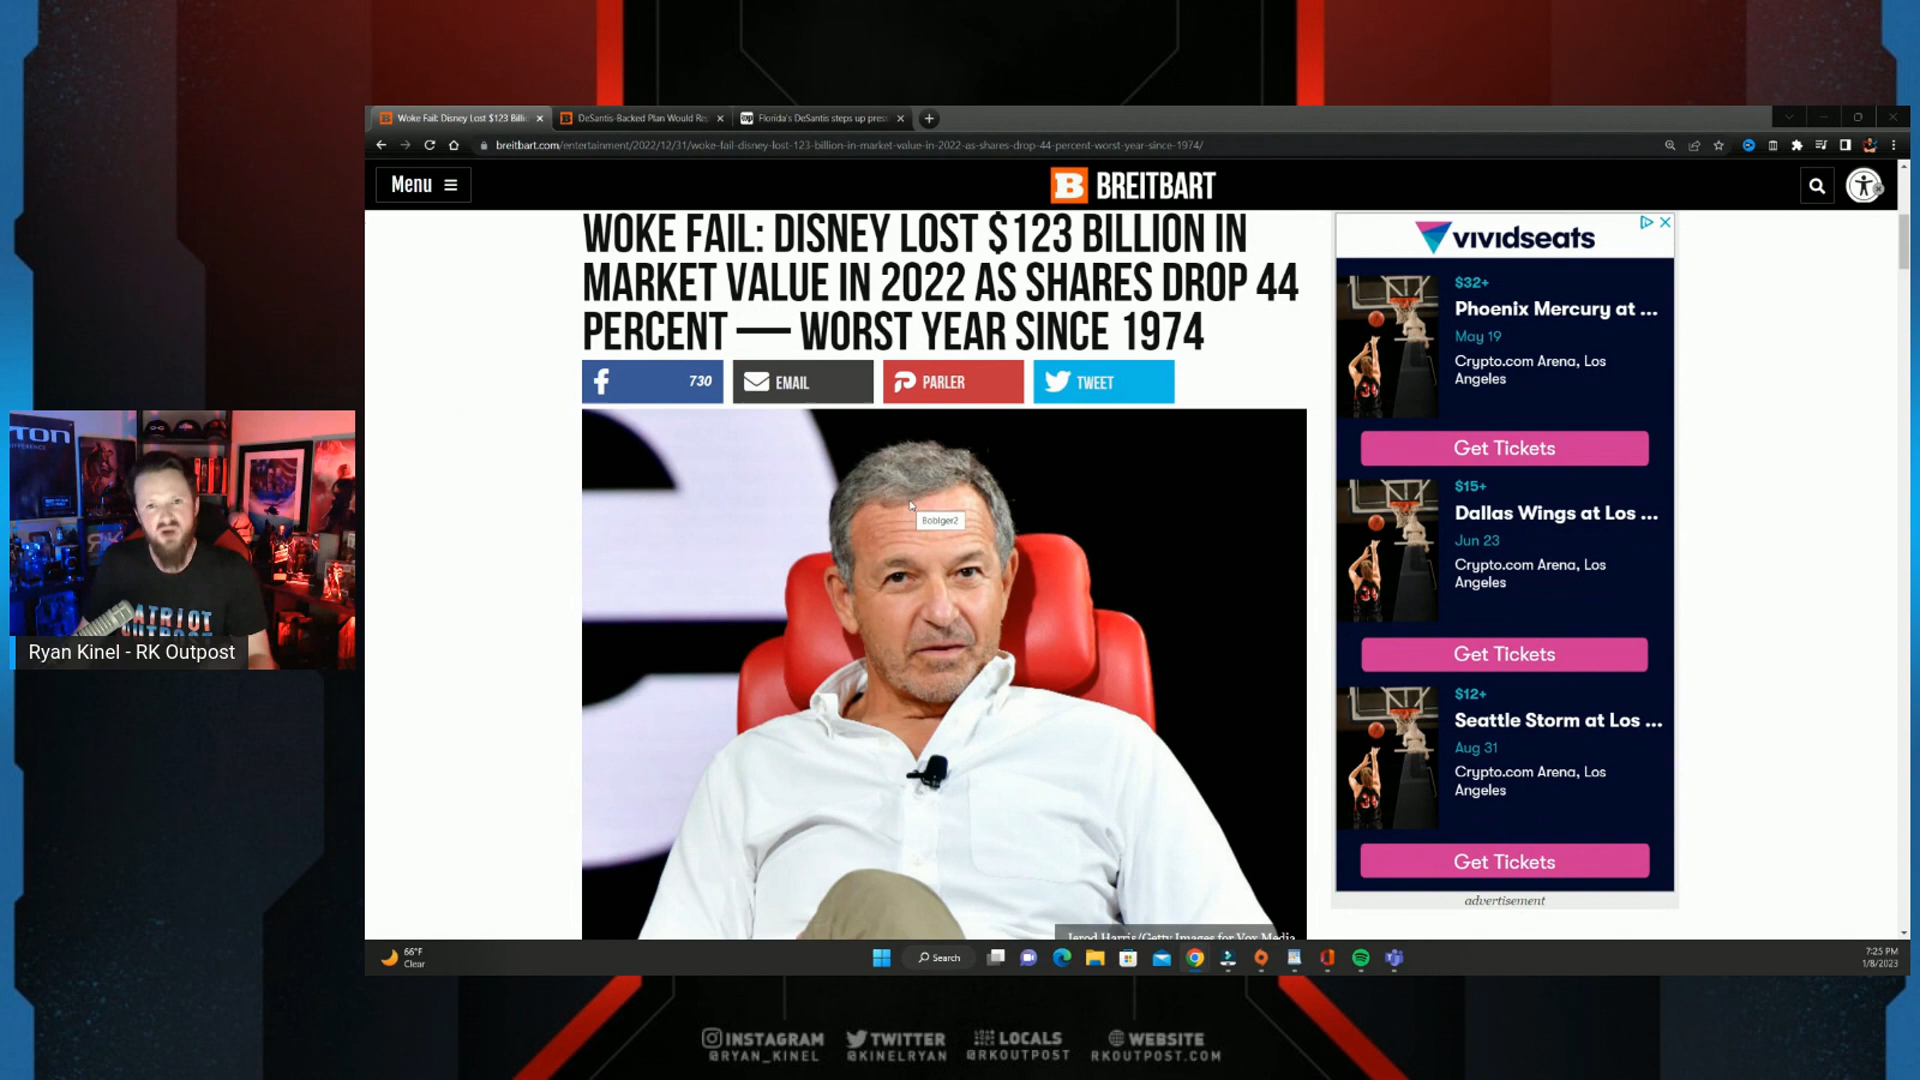 Woke Fail: Disney Lost $123 Billi
DeSantis-Backed Plan Would Re
Florida's DeSantis steps up pres
breitbart.com/entertainment/2022/12/31/woke-fail-disney-lost-123-billion-in-market-value-in-2022-as-shares-drop-44-percent-worst-year-since-1974/
Menu
B BREITBART
WOKE FAIL: DISNEY LOST $123 BILLION IN
MARKET VALUE IN 2022 AS SHARES DROP 44
PERCENT — WORST YEAR SINCE 1974
730
EMAIL
PARLER
TWEET
BobIger2
Jerod Harris/Getty Images for Vox Media
vividseats
$32+
Phoenix Mercury at ...
May 19
Crypto.com Arena, Los
Angeles
Get Tickets
$15+
Dallas Wings at Los ...
Jun 23
Crypto.com Arena, Los
Angeles
Get Tickets
$12+
Seattle Storm at Los ...
Aug 31
Crypto.com Arena, Los
Angeles
Get Tickets
advertisement
TON
ATRIOT
OUTPOST
Ryan Kinel - RK Outpost
66°F
Clear
Search
7:25 PM
1/8/2023
INSTAGRAM
@RYAN_KINEL
TWITTER
@KINELRYAN
LOCALS
@RKOUTPOST
WEBSITE
RKOUTPOST.COM